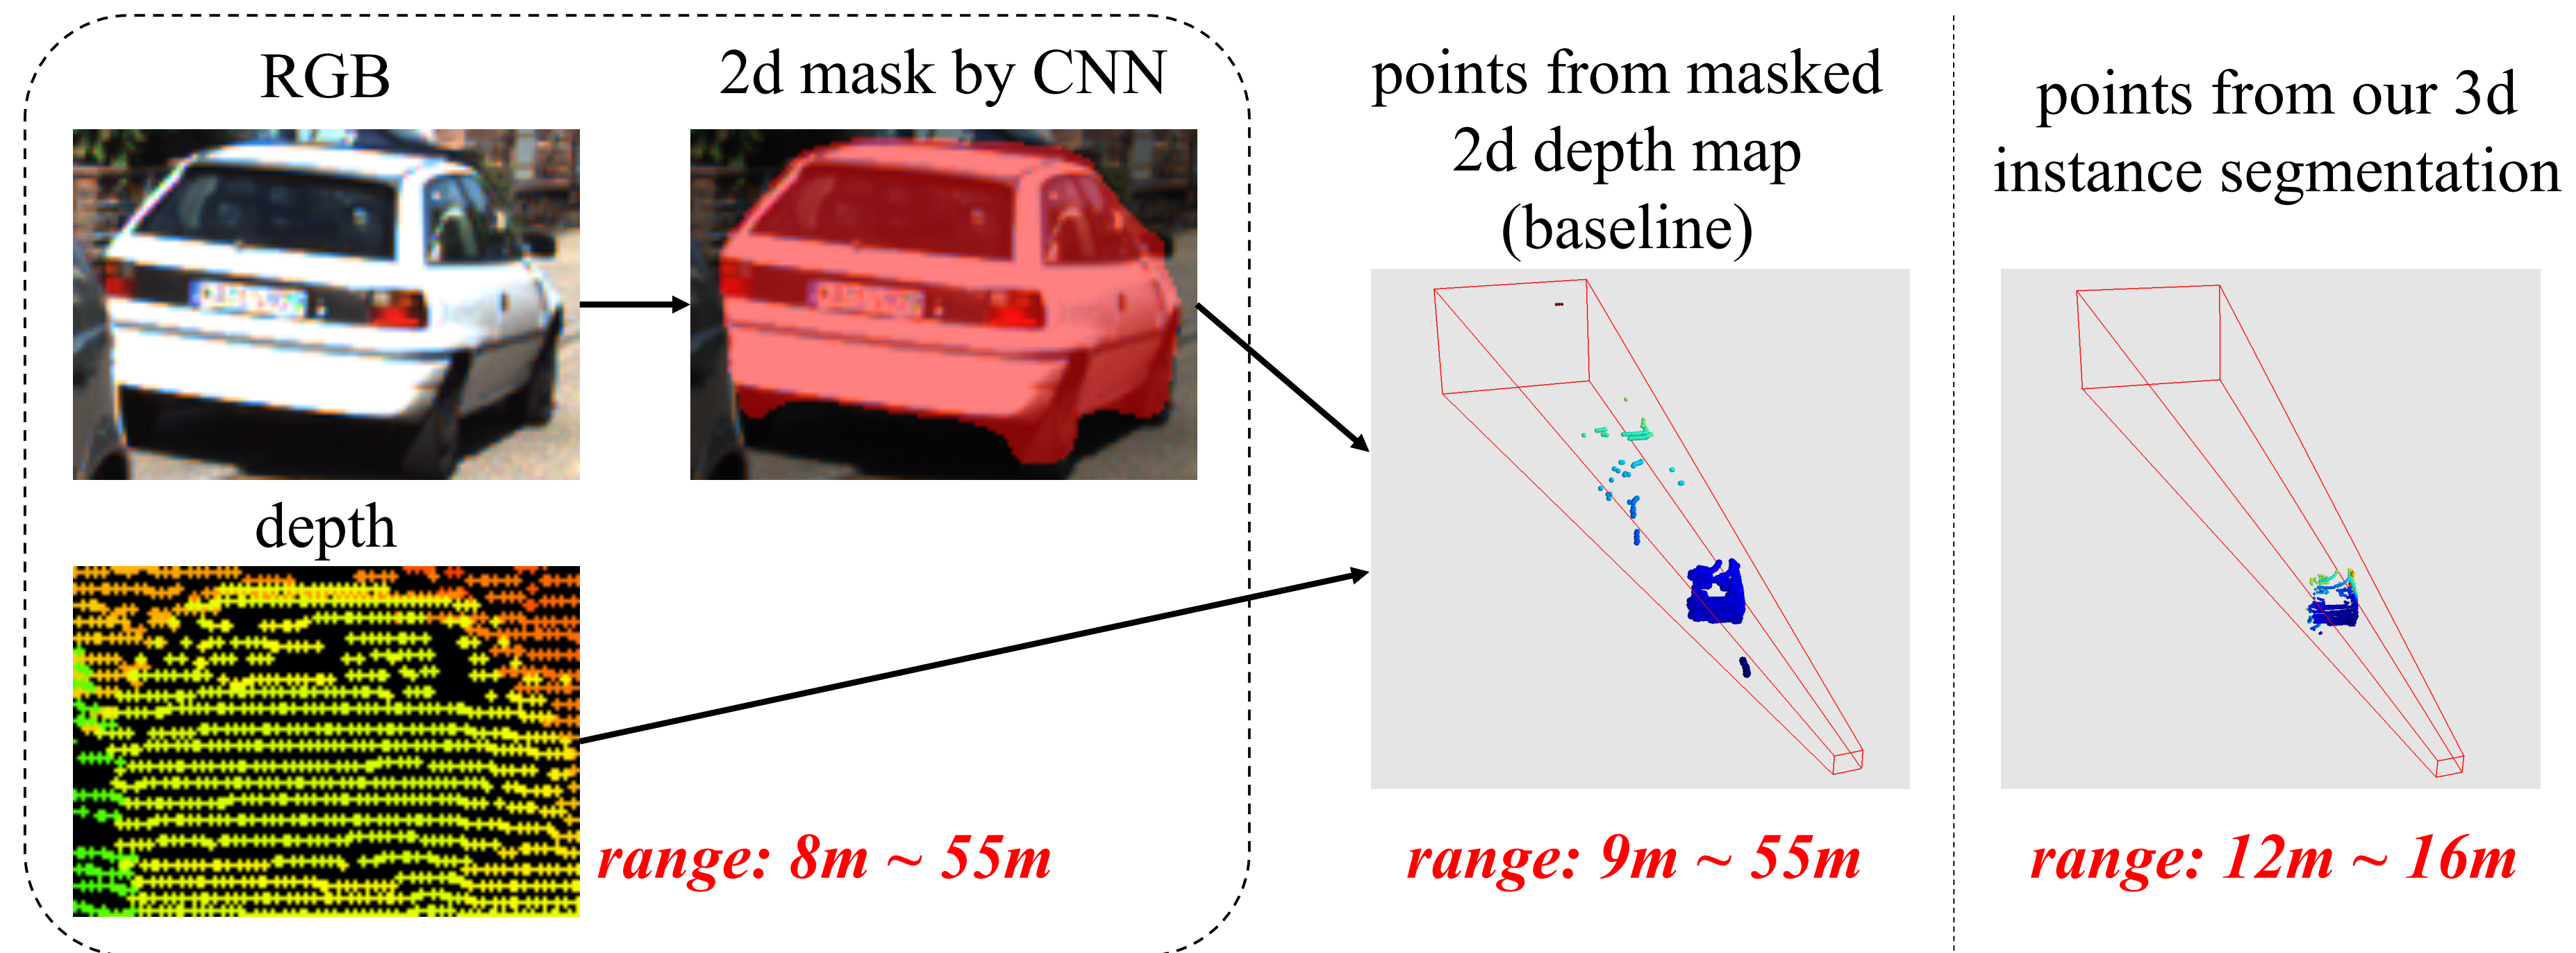 RGB
2d mask by CNN
depth
range: 8m ~ 55m
points from masked
2d depth map
(baseline)
range: 9m ~ 55m
points from our 3d
instance segmentation
range: 12m ~ 16m